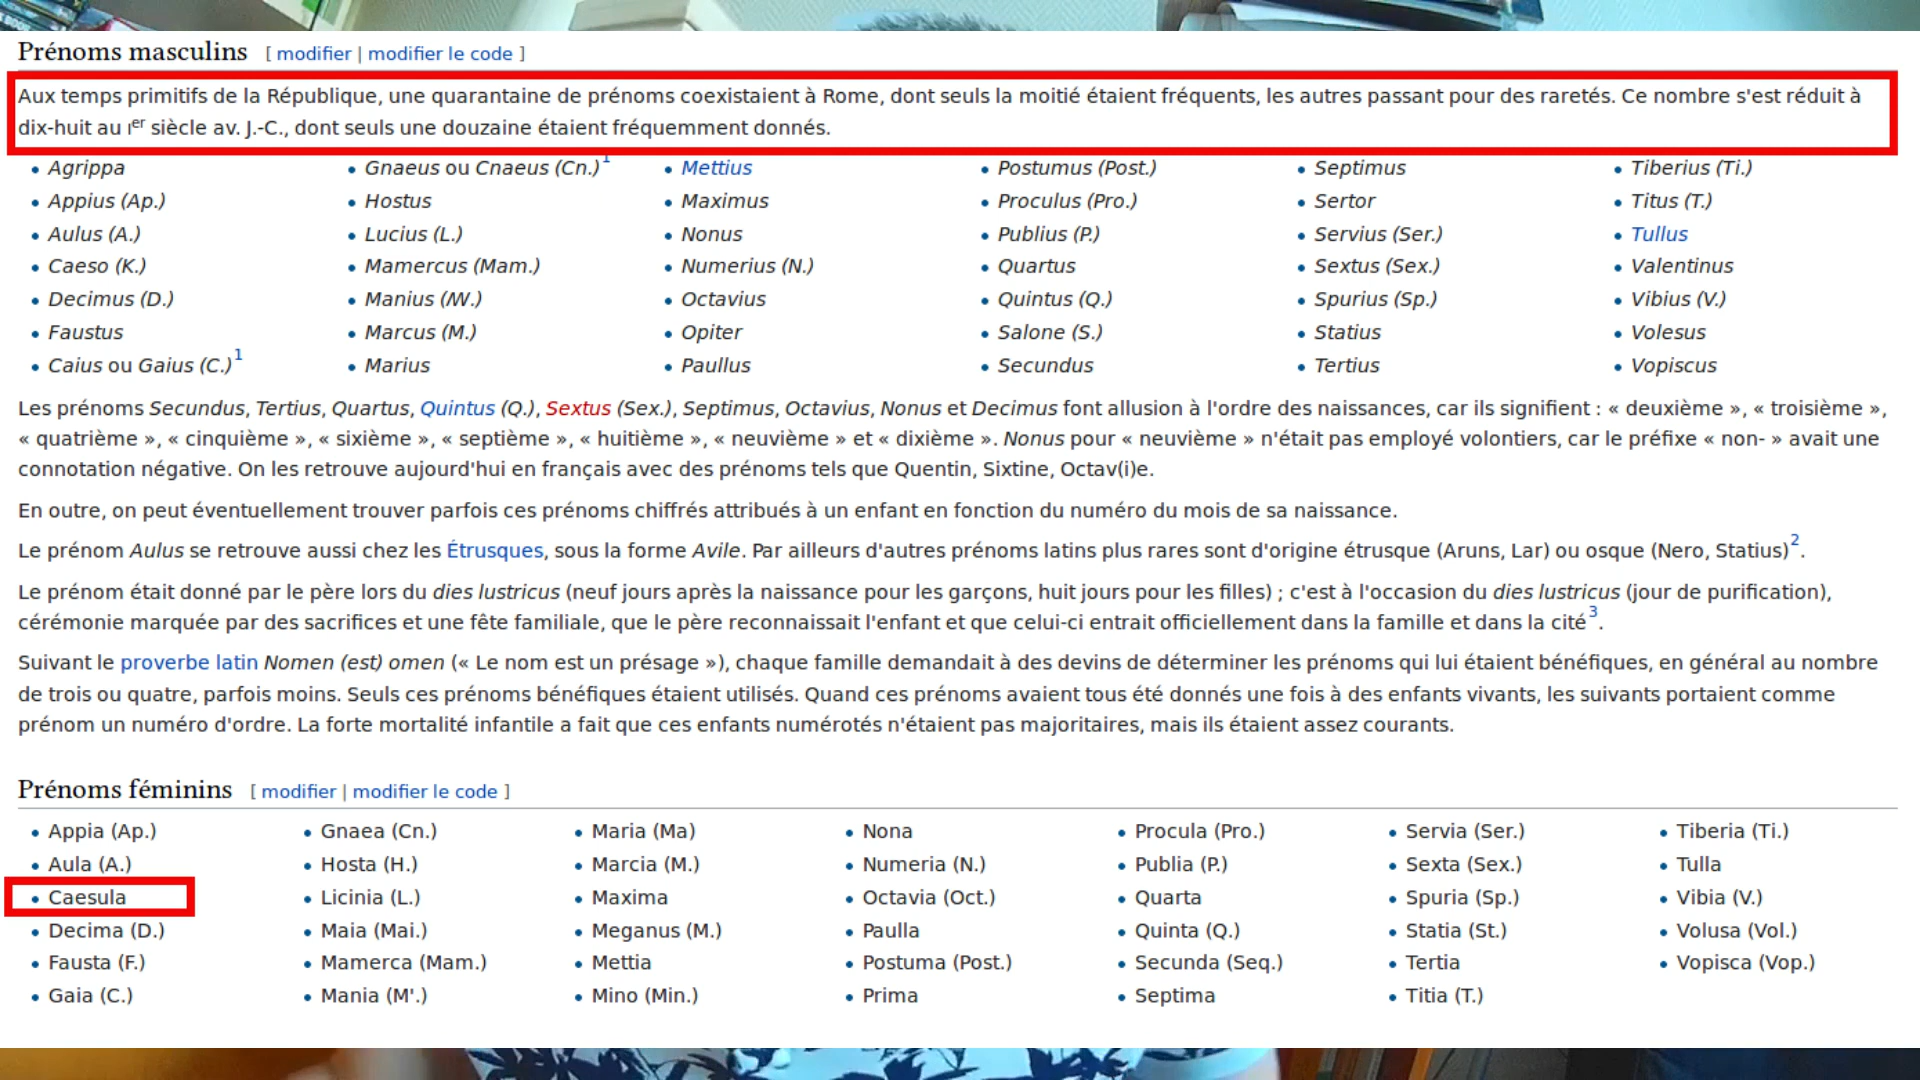 Prénoms masculins [ modifier | modifier le code ]
Aux temps primitifs de la République, une quarantaine de prénoms coexistaient à Rome, dont seuls la moitié étaient fréquents, les autres passant pour des raretés. Ce nombre s'est réduit à
dix-huit au Ier siècle av. J.-C., dont seuls une douzaine étaient fréquemment donnés.
• Agrippa
• Appius (Ap.)
• Aulus (A.)
• Caeso (K.)
• Decimus (D.)
• Faustus
• Caius ou Gaius (C.)1
• Gnaeus ou Cnaeus (Cn.)1
• Hostus
• Lucius (L.)
• Mamercus (Mam.)
• Manius (M'.)
• Marcus (M.)
• Marius
• Mettius
• Maximus
• Nonus
• Numerius (N.)
• Octavius
• Opiter
• Paullus
• Postumus (Post.)
• Proculus (Pro.)
• Publius (P.)
• Quartus
• Quintus (Q.)
• Salone (S.)
• Secundus
• Septimus
• Sertor
• Servius (Ser.)
• Sextus (Sex.)
• Spurius (Sp.)
• Statius
• Tertius
• Tiberius (Ti.)
• Titus (T.)
• Tullus
• Valentinus
• Vibius (V.)
• Volesus
• Vopiscus
Les prénoms Secundus, Tertius, Quartus, Quintus (Q.), Sextus (Sex.), Septimus, Octavius, Nonus et Decimus font allusion à l'ordre des naissances, car ils signifient : « deuxième », « troisième »,
« quatrième », « cinquième », « sixième », « septième », « huitième », « neuvième » et « dixième ». Nonus pour « neuvième » n'était pas employé volontiers, car le préfixe « non- » avait une
connotation négative. On les retrouve aujourd'hui en français avec des prénoms tels que Quentin, Sixtine, Octav(i)e.
En outre, on peut éventuellement trouver parfois ces prénoms chiffrés attribués à un enfant en fonction du numéro du mois de sa naissance.
Le prénom Aulus se retrouve aussi chez les Étrusques, sous la forme Avile. Par ailleurs d'autres prénoms latins plus rares sont d'origine étrusque (Aruns, Lar) ou osque (Nero, Statius)2.
Le prénom était donné par le père lors du dies lustricus (neuf jours après la naissance pour les garçons, huit jours pour les filles) ; c'est à l'occasion du dies lustricus (jour de purification),
cérémonie marquée par des sacrifices et une fête familiale, que le père reconnaissait l'enfant et que celui-ci entrait officiellement dans la famille et dans la cité3.
Suivant le proverbe latin Nomen (est) omen (« Le nom est un présage »), chaque famille demandait à des devins de déterminer les prénoms qui lui étaient bénéfiques, en général au nombre
de trois ou quatre, parfois moins. Seuls ces prénoms bénéfiques étaient utilisés. Quand ces prénoms avaient tous été donnés une fois à des enfants vivants, les suivants portaient comme
prénom un numéro d'ordre. La forte mortalité infantile a fait que ces enfants numérotés n'étaient pas majoritaires, mais ils étaient assez courants.
Prénoms féminins [ modifier | modifier le code ]
• Appia (Ap.)
• Aula (A.)
• Caesula
• Decima (D.)
• Fausta (F.)
• Gaia (C.)
• Gnaea (Cn.)
• Hosta (H.)
• Licinia (L.)
• Maia (Mai.)
• Mamerca (Mam.)
• Mania (M'.)
• Maria (Ma)
• Marcia (M.)
• Maxima
• Meganus (M.)
• Mettia
• Mino (Min.)
• Nona
• Numeria (N.)
• Octavia (Oct.)
• Paulla
• Postuma (Post.)
• Prima
• Procula (Pro.)
• Publia (P.)
• Quarta
• Quinta (Q.)
• Secunda (Seq.)
• Septima
• Servia (Ser.)
• Sexta (Sex.)
• Spuria (Sp.)
• Statia (St.)
• Tertia
• Titia (T.)
• Tiberia (Ti.)
• Tulla
• Vibia (V.)
• Volusa (Vol.)
• Vopisca (Vop.)